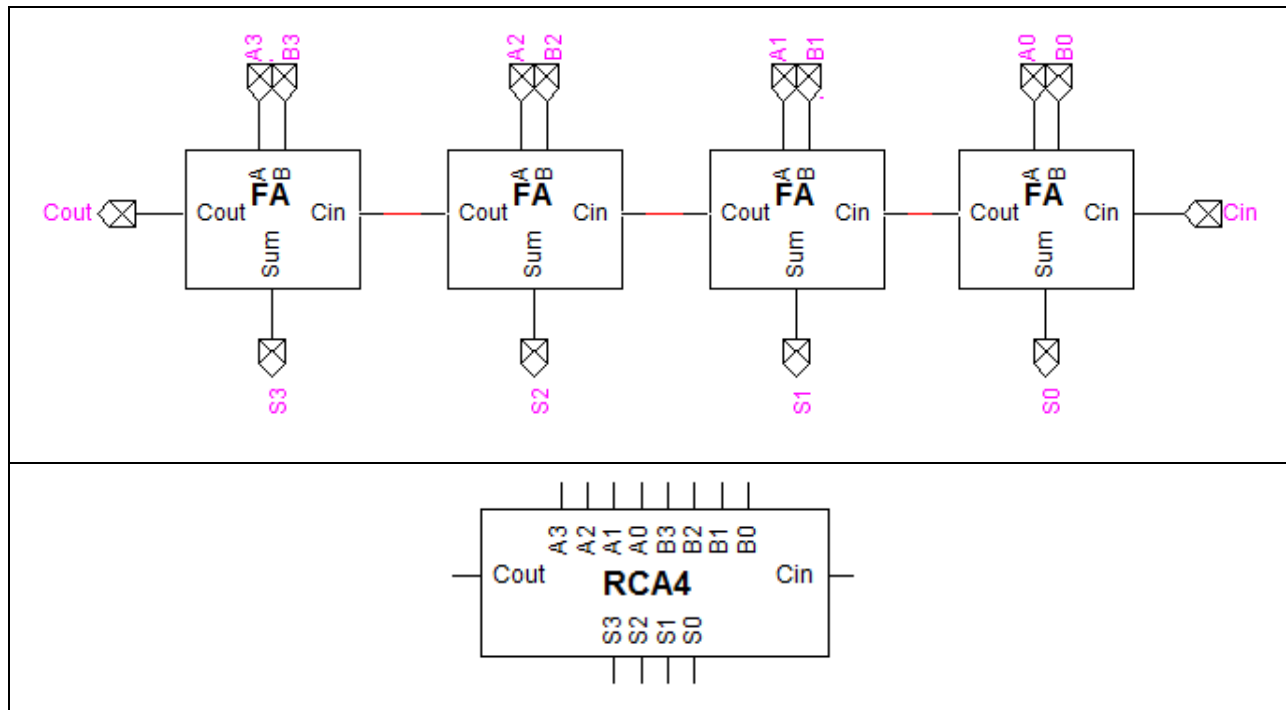 A3 B3 A2 B2 A1 B1 A0 B0
A B A B A B A B
FA FA FA FA
Cout Cout Cin Cout Cin Cout Cin Cout Cin Cin
Sum Sum Sum Sum
S3 S2 S1 S0
A3 A2 A1 A0 B3 B2 B1 B0
Cout RCA4 Cin
S3 S2 S1 S0